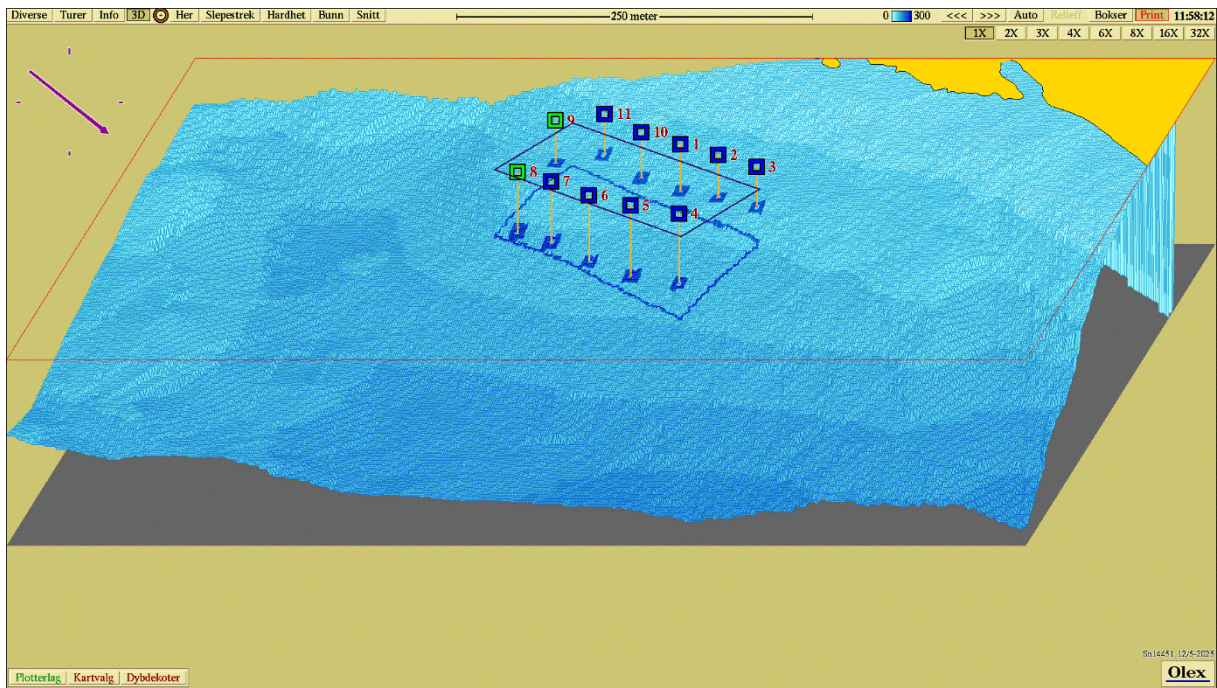 Diverse Turer Info 3D Her Slepestrek Hardhet Bunn Snitt 250 meter 0 300 <<< >>> Auto Relieff Bokser Print 11:58:12
1X 2X 3X 4X 6X 8X 16X 32X
9 11
10
1
2
3
8
7
6
5
4
Sn14451 12/5-2025
Plotterlag Kartvalg Dybdekoter Olex